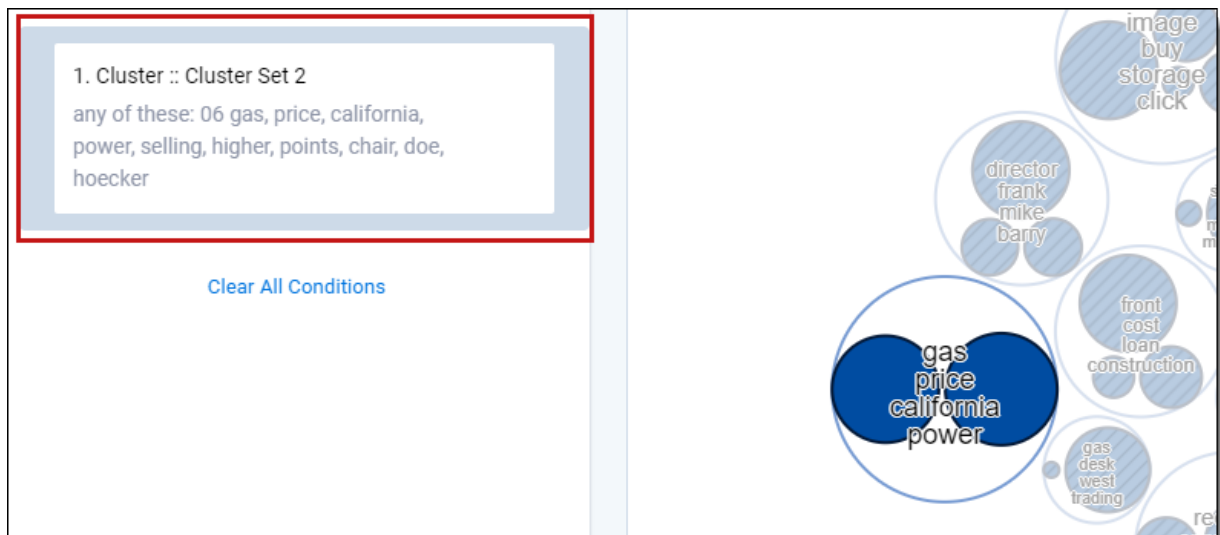 1. Cluster :: Cluster Set 2
any of these: 06 gas, price, california,
power, selling, higher, points, chair, doe,
hoecker
Clear All Conditions
image
buy
storage
click
director
frank
mike
barry
front
cost
loan
construction
gas
price
california
power
gas
desk
west
trading